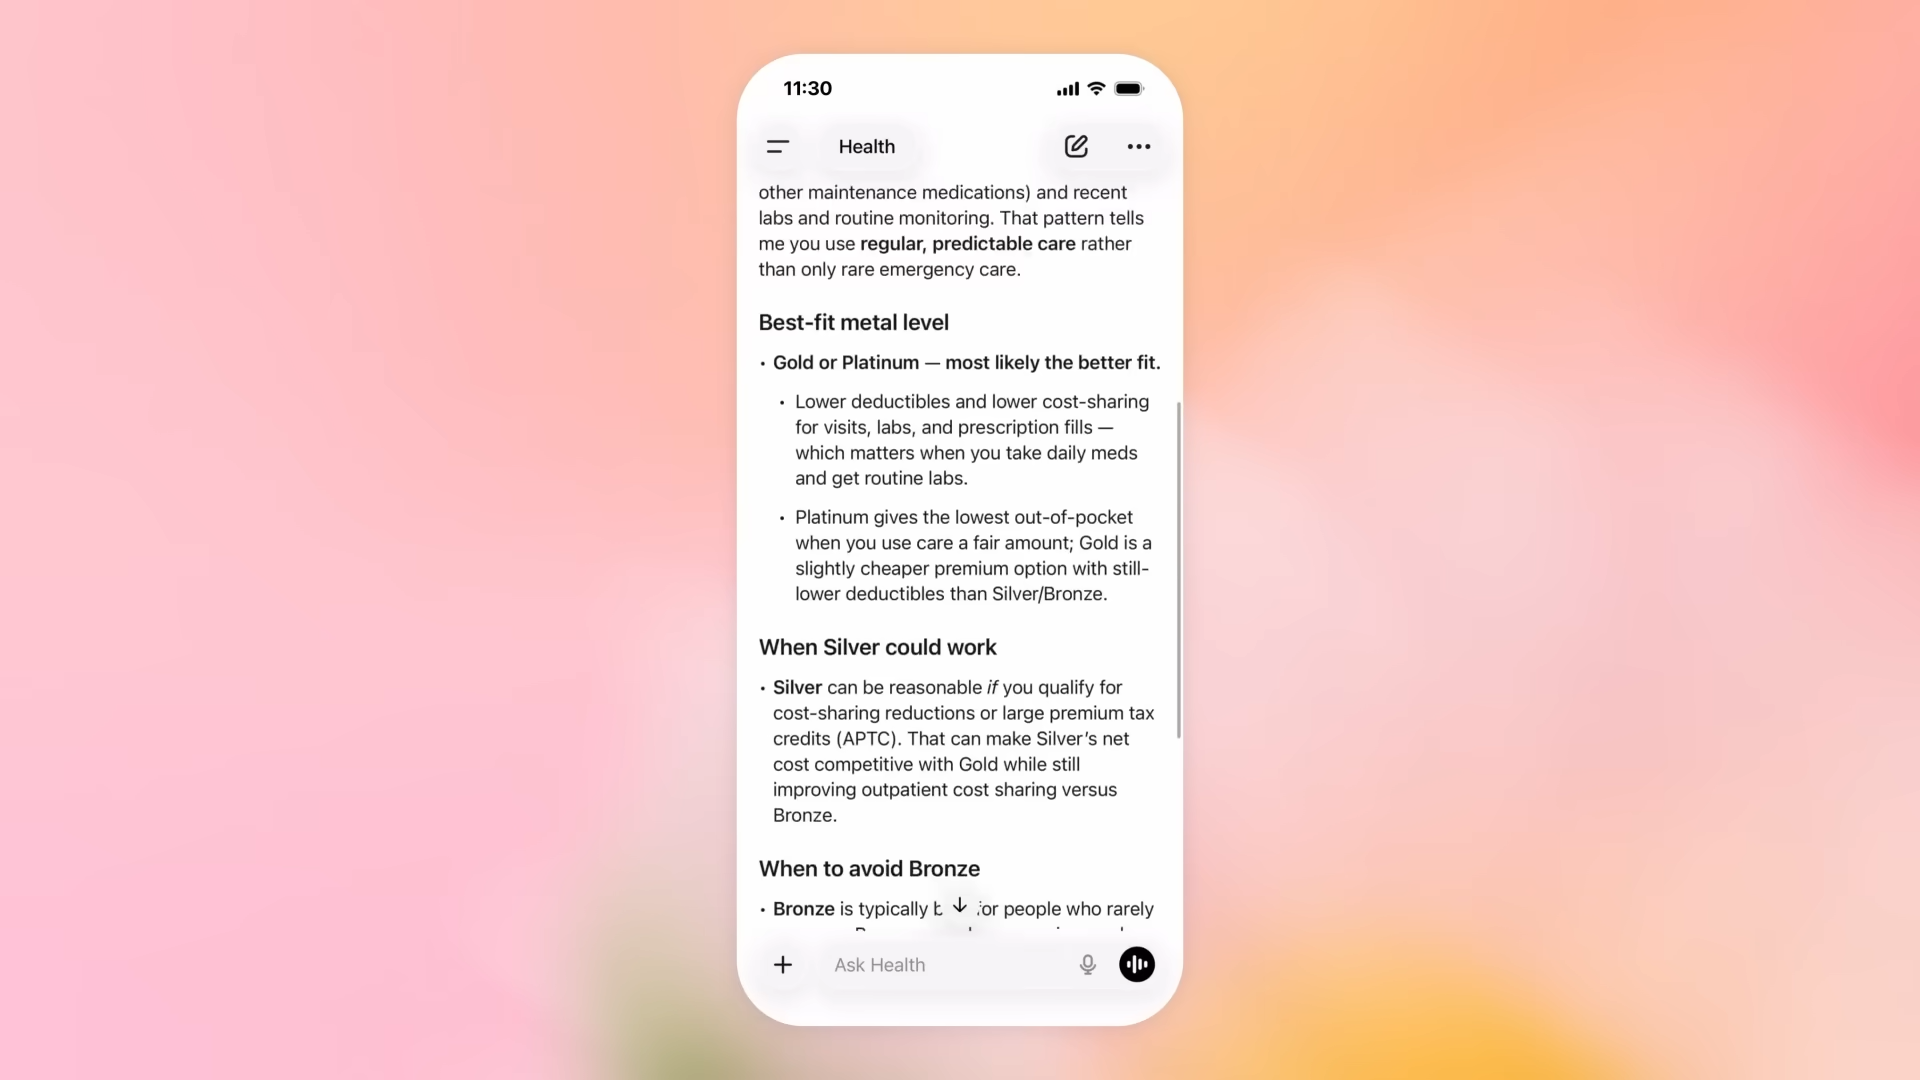 11:30
Health
other maintenance medications) and recent
labs and routine monitoring. That pattern tells
me you use regular, predictable care rather
than only rare emergency care.
Best-fit metal level
• Gold or Platinum — most likely the better fit.
• Lower deductibles and lower cost-sharing
for visits, labs, and prescription fills —
which matters when you take daily meds
and get routine labs.
• Platinum gives the lowest out-of-pocket
when you use care a fair amount; Gold is a
slightly cheaper premium option with still-
lower deductibles than Silver/Bronze.
When Silver could work
• Silver can be reasonable if you qualify for
cost-sharing reductions or large premium tax
credits (APTC). That can make Silver’s net
cost competitive with Gold while still
improving outpatient cost sharing versus
Bronze.
When to avoid Bronze
• Bronze is typically for people who rarely
Ask Health